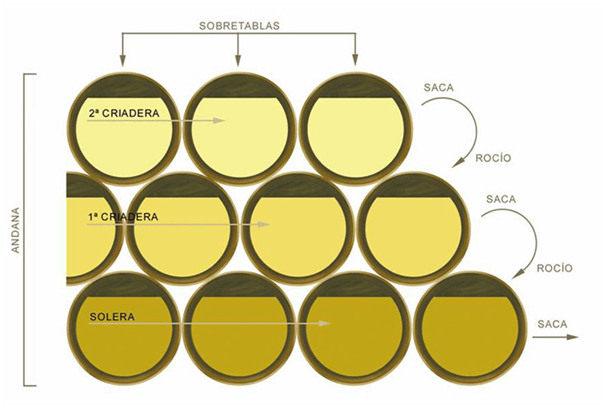 SOBRETABLAS
SACA
2ª CRIADERA
ROCÍO
SACA
1ª CRIADERA
ANDANA
ROCÍO
SOLERA
SACA